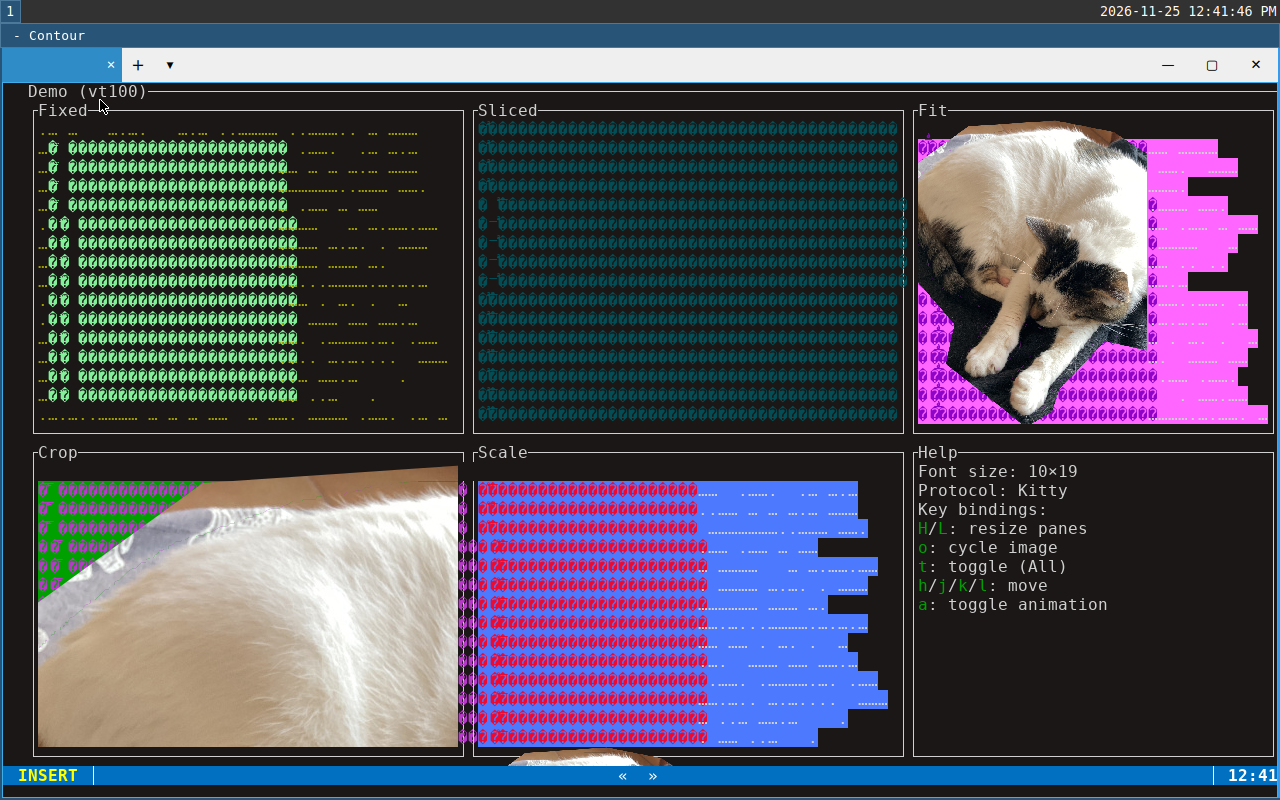 1
2026-11-25 12:41:46 PM
- Contour
Demo (vt100)
Fixed
Sliced
Fit
Crop
Scale
Help
Font size: 10×19
Protocol: Kitty
Key bindings:
H/L: resize panes
o: cycle image
t: toggle (All)
h/j/k/l: move
a: toggle animation
INSERT
« »
12:41